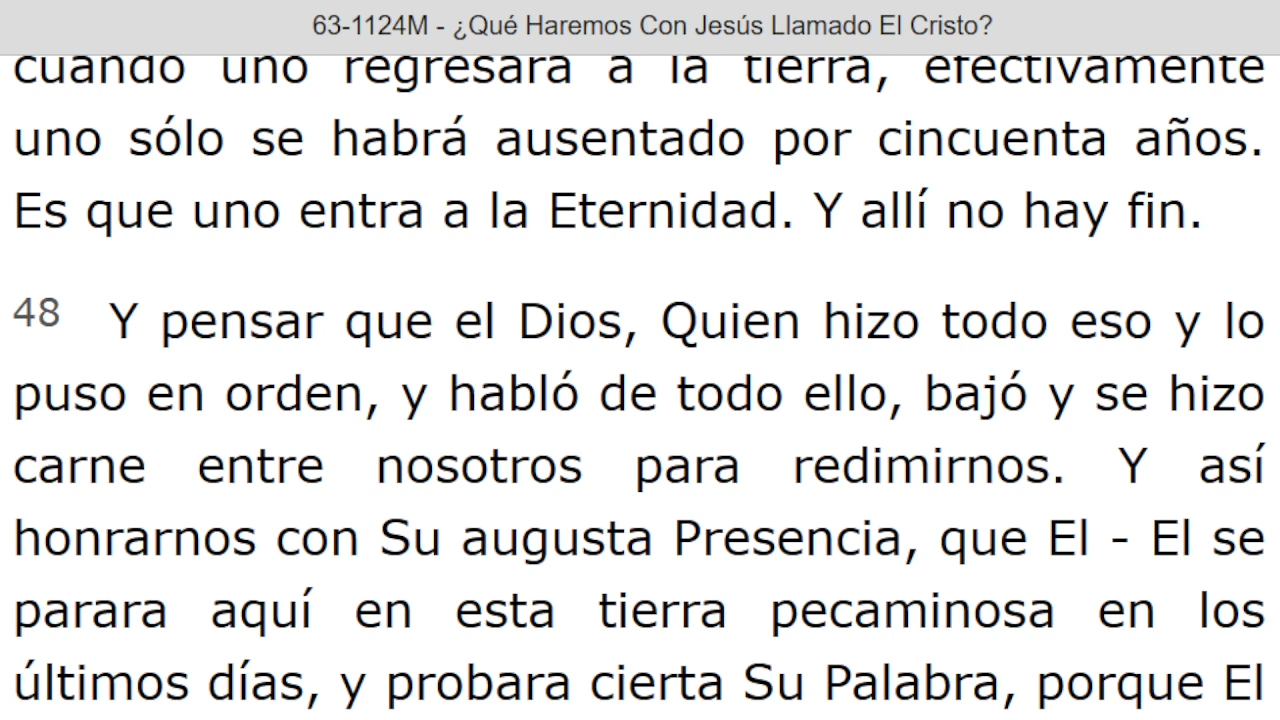 63-1124M - ¿Qué Haremos Con Jesús Llamado El Cristo?
cuando uno regresara a la tierra, efectivamente
uno sólo se habrá ausentado por cincuenta años.
Es que uno entra a la Eternidad. Y allí no hay fin.
48 Y pensar que el Dios, Quien hizo todo eso y lo
puso en orden, y habló de todo ello, bajó y se hizo
carne entre nosotros para redimirnos. Y así
honrarnos con Su augusta Presencia, que El - El se
parara aquí en esta tierra pecaminosa en los
últimos días, y probara cierta Su Palabra, porque El